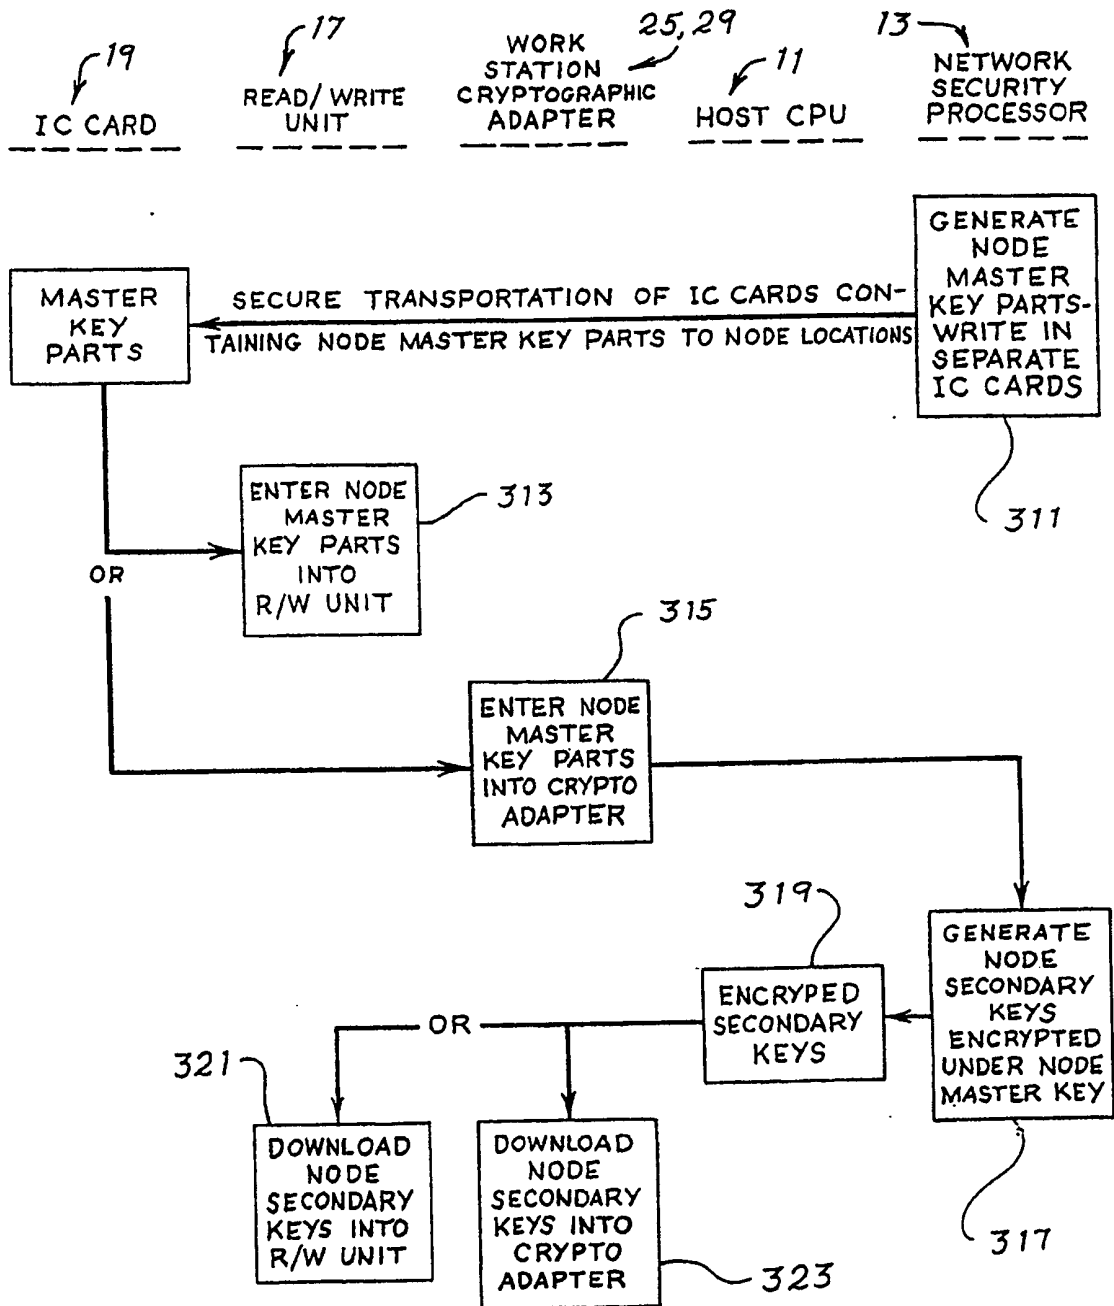 19
IC CARD
17
READ/WRITE
UNIT
WORK
STATION
CRYPTOGRAPHIC
ADAPTER
25,29
11
HOST CPU
13
NETWORK
SECURITY
PROCESSOR
GENERATE
NODE
MASTER
KEY PARTS-
WRITE IN
SEPARATE
IC CARDS
311
SECURE TRANSPORTATION OF IC CARDS CON-
TAINING NODE MASTER KEY PARTS TO NODE LOCATIONS
MASTER
KEY
PARTS
OR
ENTER NODE
MASTER
KEY PARTS
INTO
R/W UNIT
313
315
ENTER NODE
MASTER
KEY PARTS
INTO CRYPTO
ADAPTER
GENERATE
NODE
SECONDARY
KEYS
ENCRYPTED
UNDER NODE
MASTER KEY
317
319
ENCRYPED
SECONDARY
KEYS
OR
321
DOWNLOAD
NODE
SECONDARY
KEYS INTO
R/W UNIT
DOWNLOAD
NODE
SECONDARY
KEYS INTO
CRYPTO
ADAPTER
323